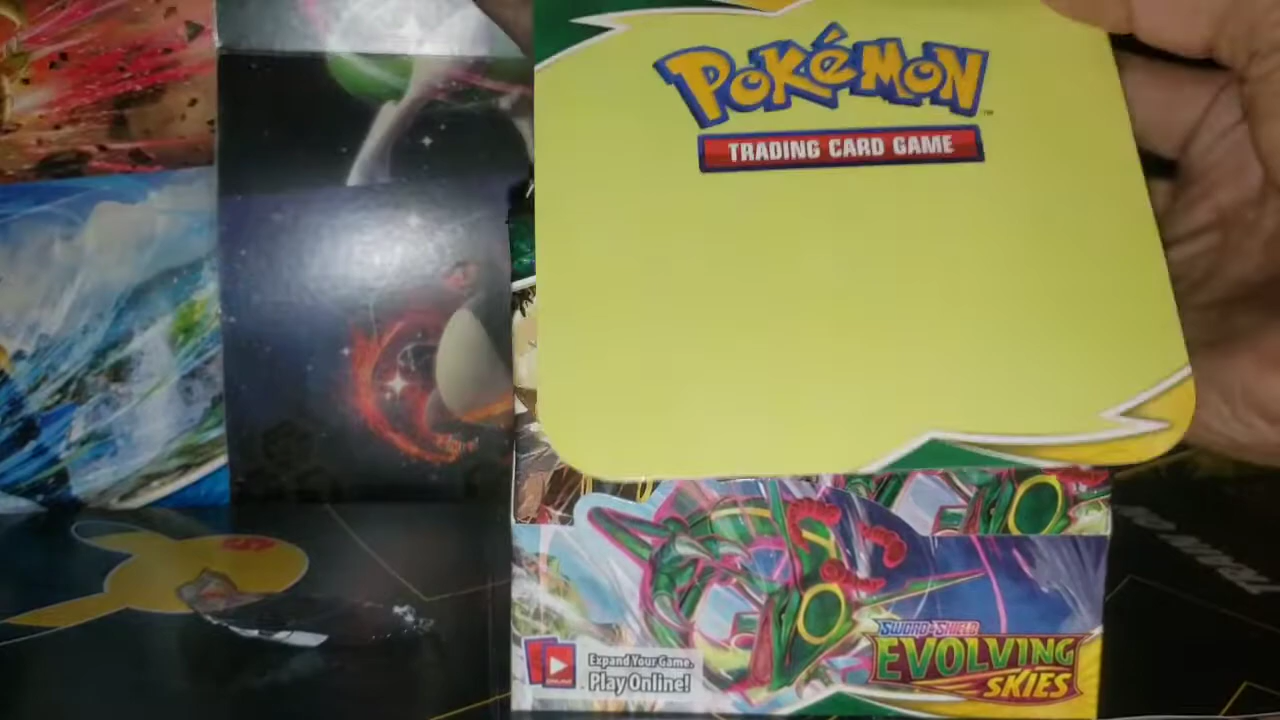 POKéMON
TRADING CARD GAME
SWORD & SHIELD
EVOLVING
SKIES
Expand Your Game.
Play Online!